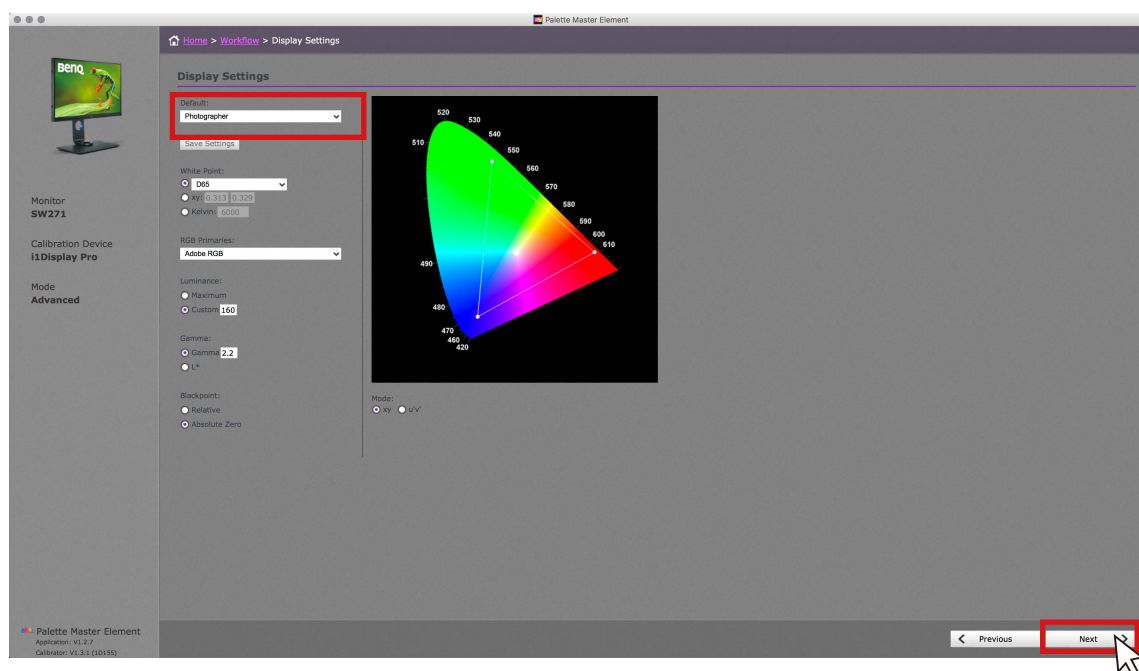 Palette Master Element
Home > Workflow > Display Settings
BenQ
Monitor
SW271
Calibration Device
i1Display Pro
Mode
Advanced
Display Settings
Default:
Photographer
Save Settings
White Point:
D65
xy: 0.313 0.329
Kelvin: 6000
RGB Primaries:
Adobe RGB
Luminance:
Maximum
Custom 160
Gamma:
Gamma 2.2
L*
Blackpoint:
Relative
Absolute Zero
520
530
540
510
550
560
570
580
590
600
610
490
480
470
460
420
Mode:
xy u'v'
Palette Master Element
Application: V1.2.7
Calibrator: V1.3.1 (1D155)
Previous
Next